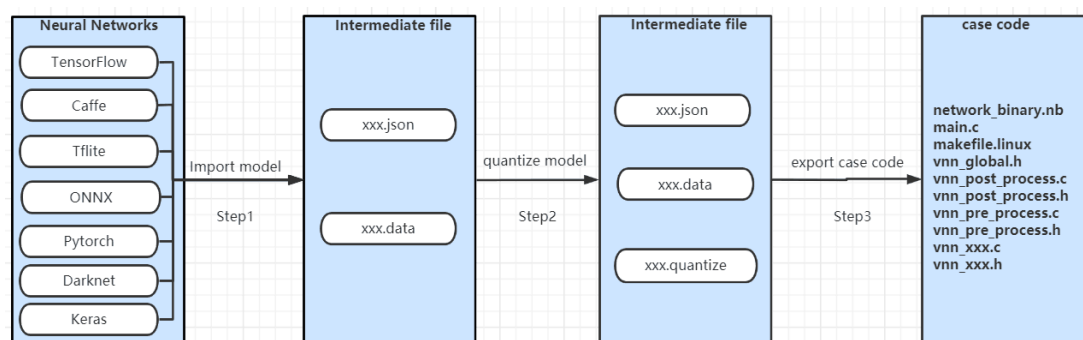 Neural Networks
TensorFlow
Caffe
Tflite
ONNX
Pytorch
Darknet
Keras
Import model
Step1
Intermediate file
xxx.json
xxx.data
quantize model
Step2
Intermediate file
xxx.json
xxx.data
xxx.quantize
export case code
Step3
case code
network_binary.nb
main.c
makefile.linux
vnn_global.h
vnn_post_process.c
vnn_post_process.h
vnn_pre_process.c
vnn_pre_process.h
vnn_xxx.c
vnn_xxx.h